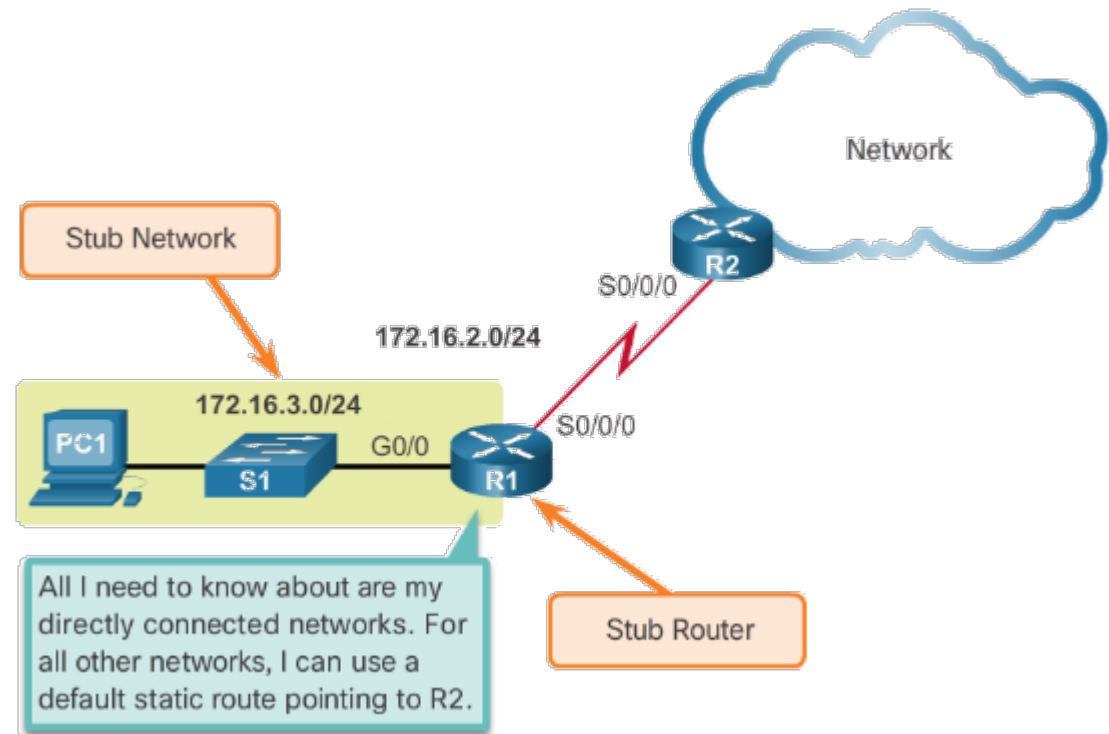 Network
Stub Network
R2
S0/0/0
172.16.2.0/24
172.16.3.0/24
S0/0/0
PC1
G0/0
S1
R1
All I need to know about are my
directly connected networks. For
all other networks, I can use a
default static route pointing to R2.
Stub Router